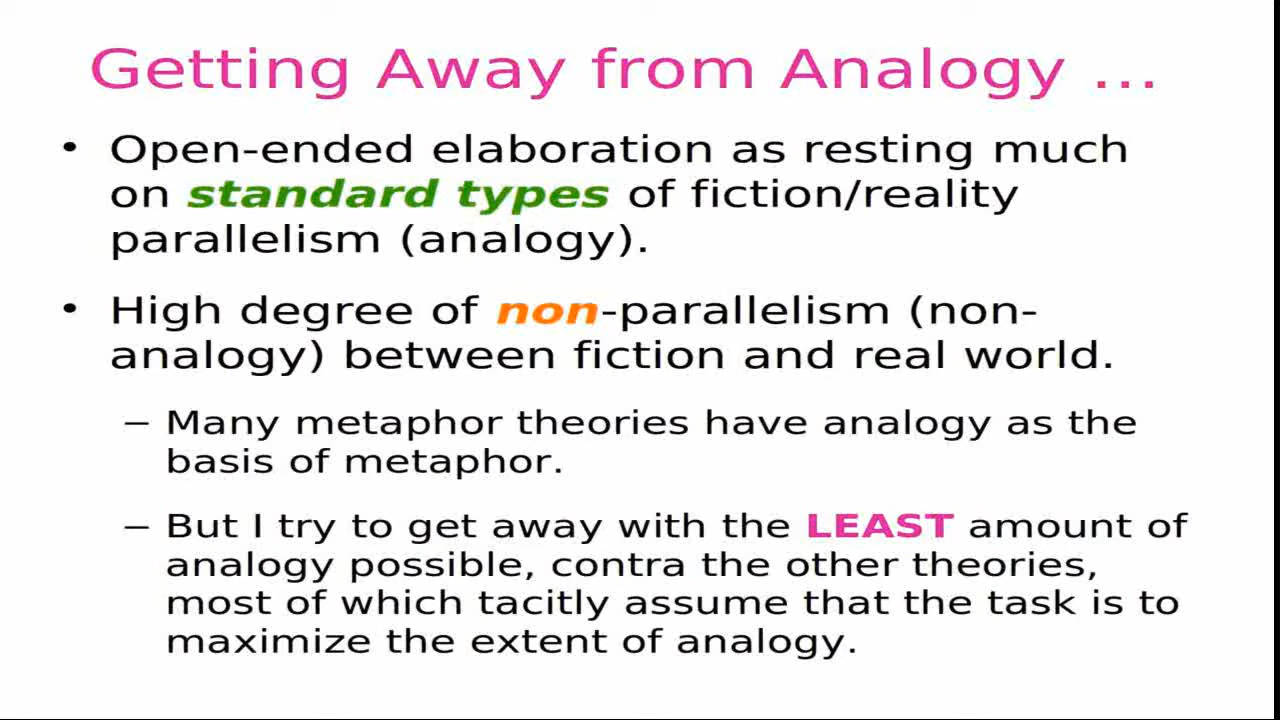 Getting Away from Analogy ...
• Open-ended elaboration as resting much
on standard types of fiction/reality
parallelism (analogy).
• High degree of non-parallelism (non-
analogy) between fiction and real world.
– Many metaphor theories have analogy as the
basis of metaphor.
– But I try to get away with the LEAST amount of
analogy possible, contra the other theories,
most of which tacitly assume that the task is to
maximize the extent of analogy.